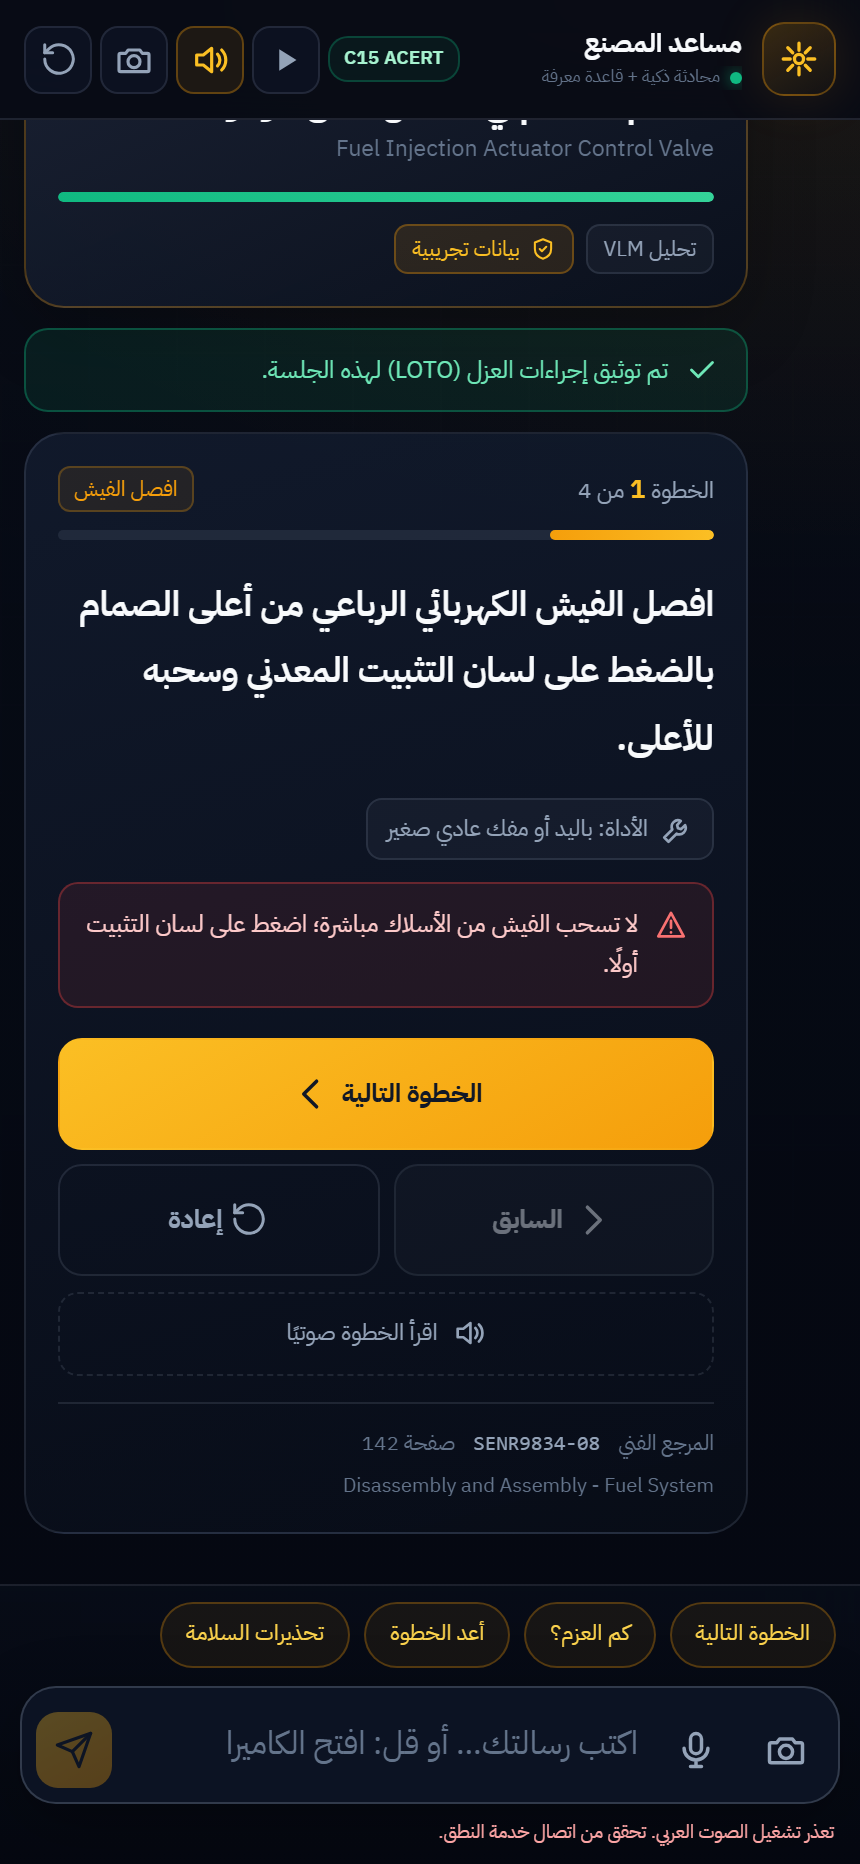 مساعد المصنع
محادثة ذكية + قاعدة معرفة
C15 ACERT
Fuel Injection Actuator Control Valve
تحليل VLM
بيانات تجريبية
تم توثيق إجراءات العزل (LOTO) لهذه الجلسة.
الخطوة 1 من 4
افصل الفيش
افصل الفيش الكهربائي الرباعي من أعلى الصمام
بالضغط على لسان التثبيت المعدني وسحبه
للأعلى.
الأداة: باليد أو مفك عادي صغير
لا تسحب الفيش من الأسلاك مباشرة؛ اضغط على لسان التثبيت
أولًا.
الخطوة التالية
السابق
إعادة
اقرأ الخطوة صوتيًا
المرجع الفني SENR9834-08 صفحة 142
Disassembly and Assembly - Fuel System
الخطوة التالية
كم العزم؟
أعد الخطوة
تحذيرات السلامة
اكتب رسالتك... أو قل: افتح الكاميرا
تعذر تشغيل الصوت العربي. تحقق من اتصال خدمة النطق.